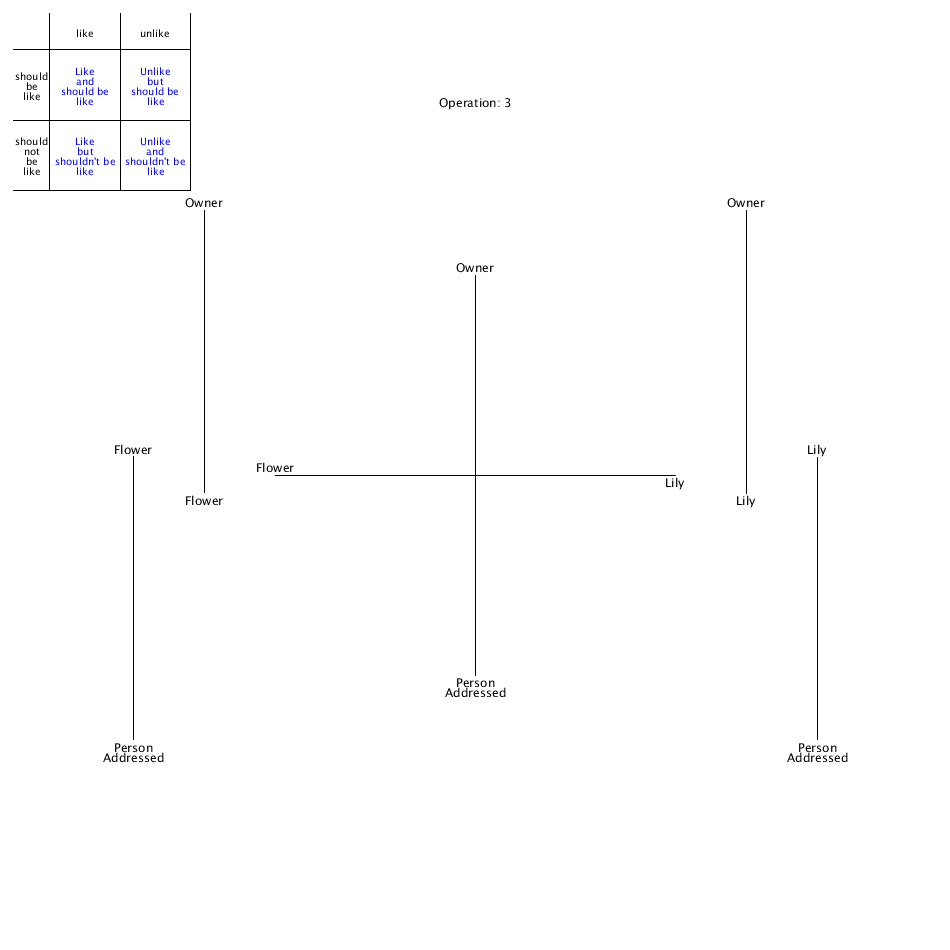 like
unlike
should
be
like
Like
and
should be
like
Unlike
but
should be
like
should
not
be
like
Like
but
shouldn't be
like
Unlike
and
shouldn't be
like
Operation: 3
Owner
Owner
Owner
Flower
Lily
Flower
Lily
Flower
Lily
Person
Addressed
Person
Addressed
Person
Addressed